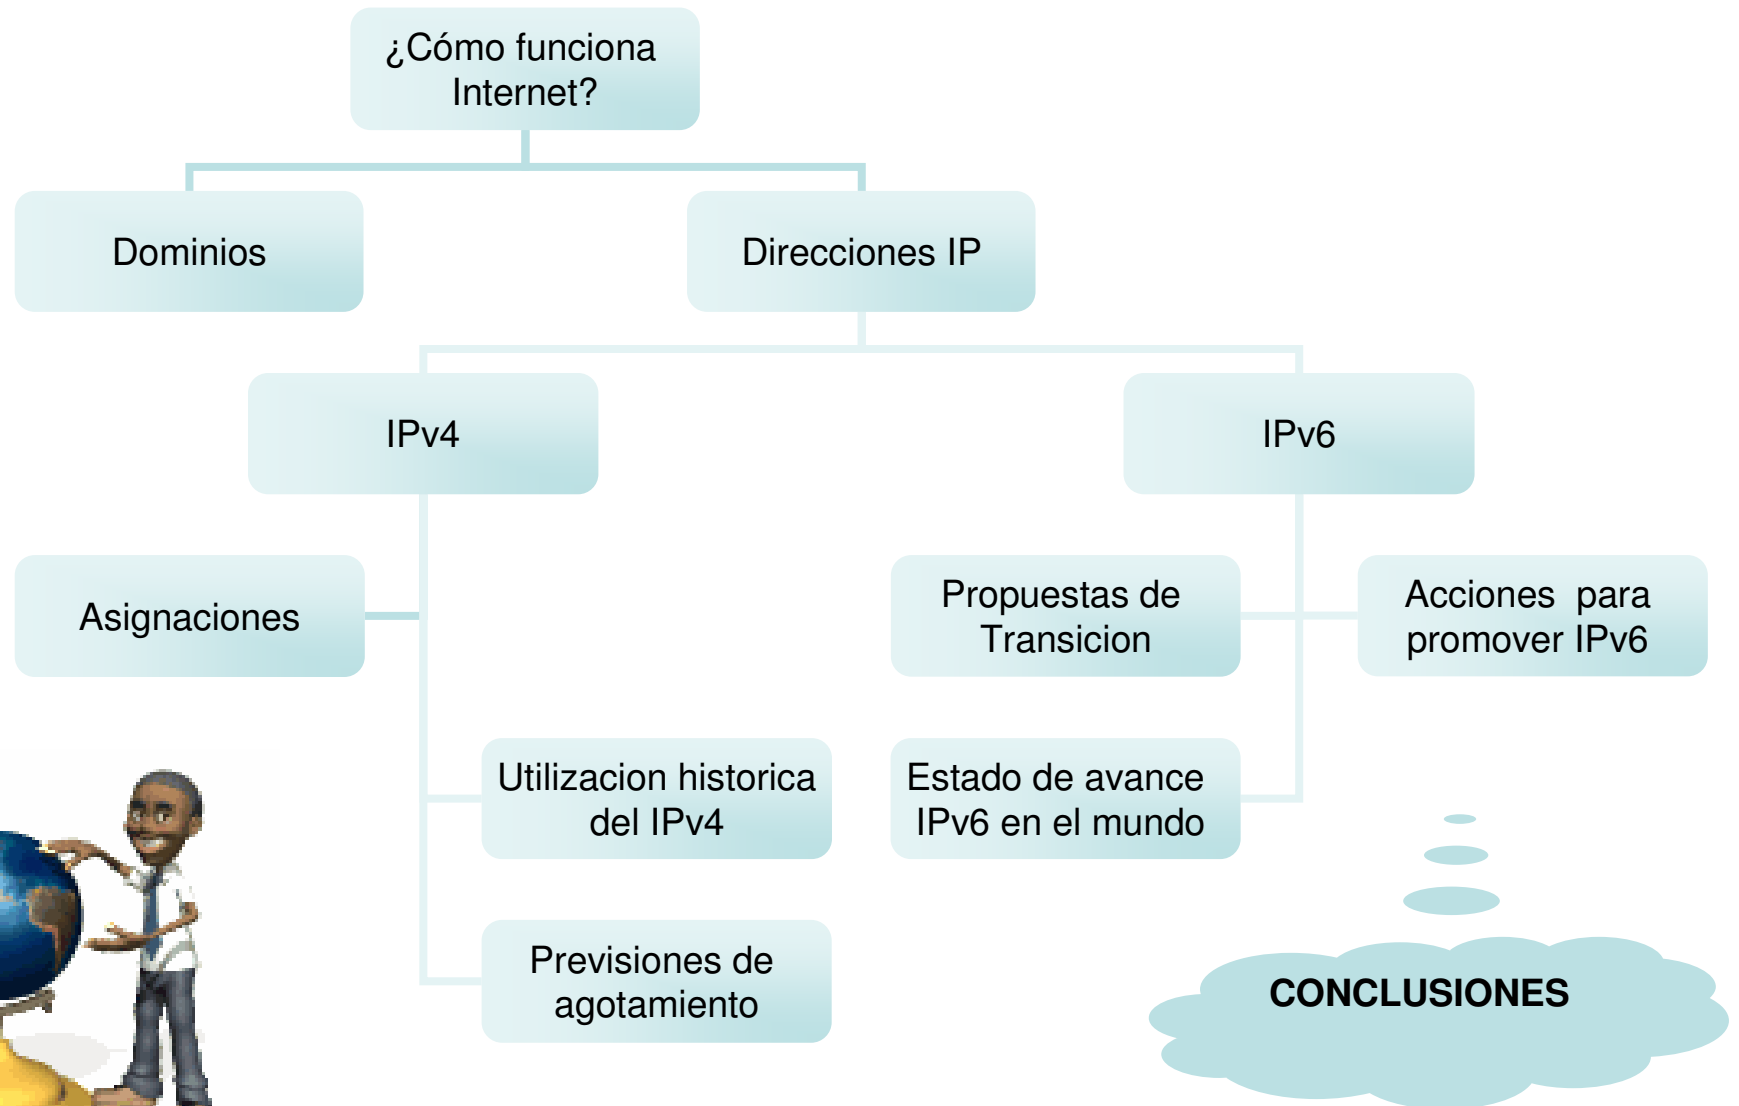 ¿Cómo funciona
Internet?
Dominios
Direcciones IP
IPv4
IPv6
Asignaciones
Propuestas de
Transicion
Acciones para
promover IPv6
Utilizacion historica
del IPv4
Estado de avance
IPv6 en el mundo
Previsiones de
agotamiento
CONCLUSIONES